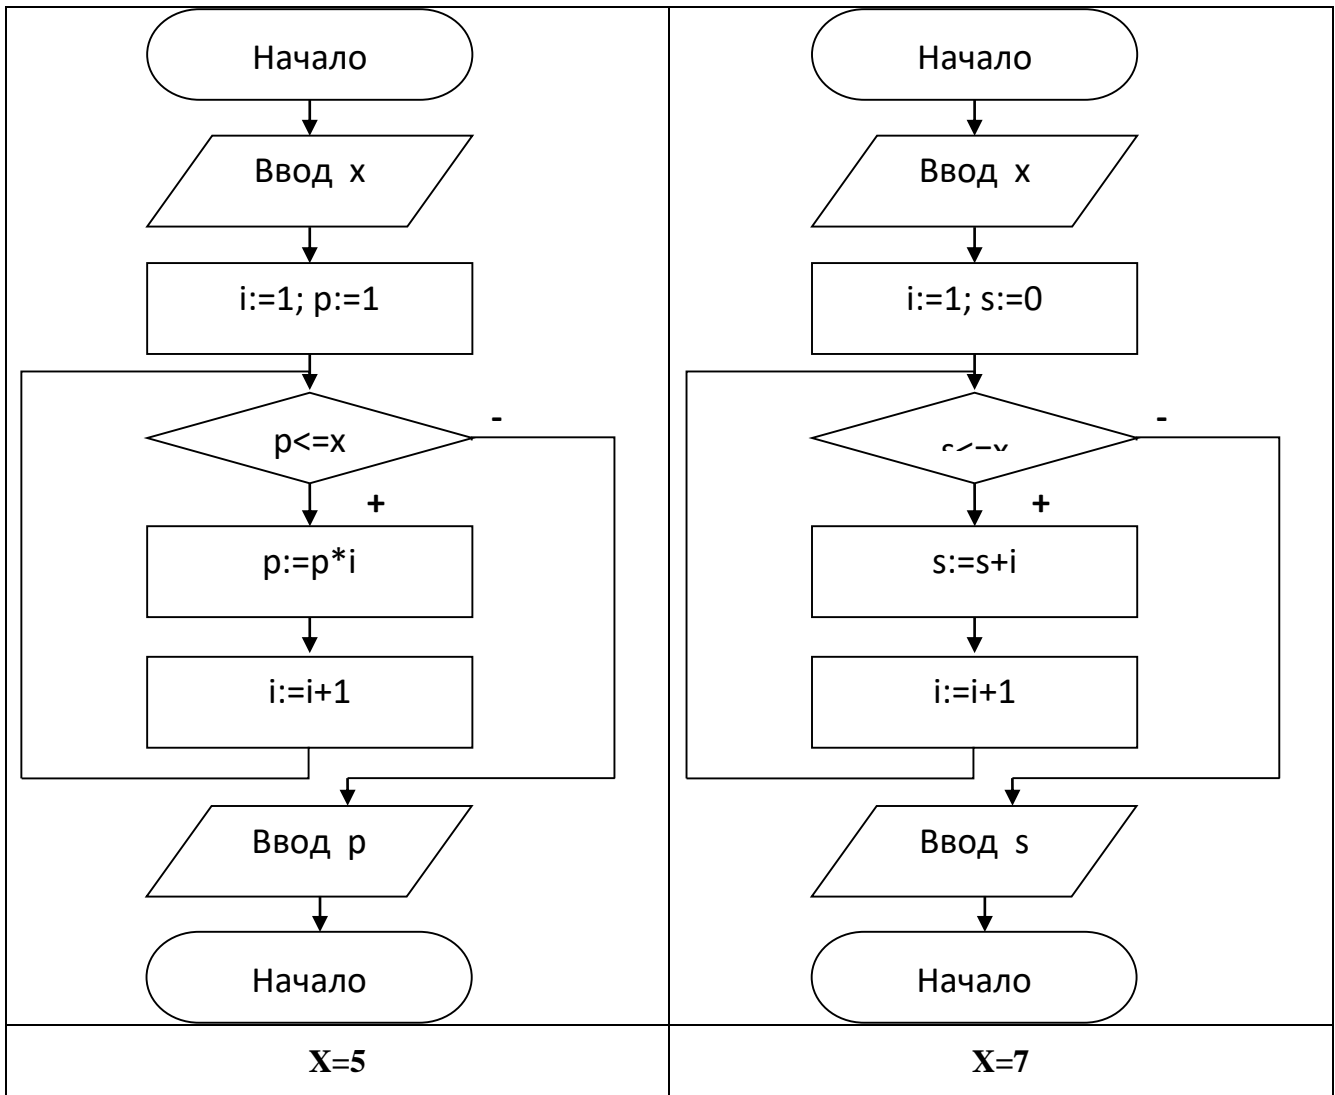 Начало
Ввод x
i:=1; p:=1
p<=x
-
+
p:=p*i
i:=i+1
Ввод p
Начало
X=5
Начало
Ввод x
i:=1; s:=0
s<=x
-
+
s:=s+i
i:=i+1
Ввод s
Начало
X=7